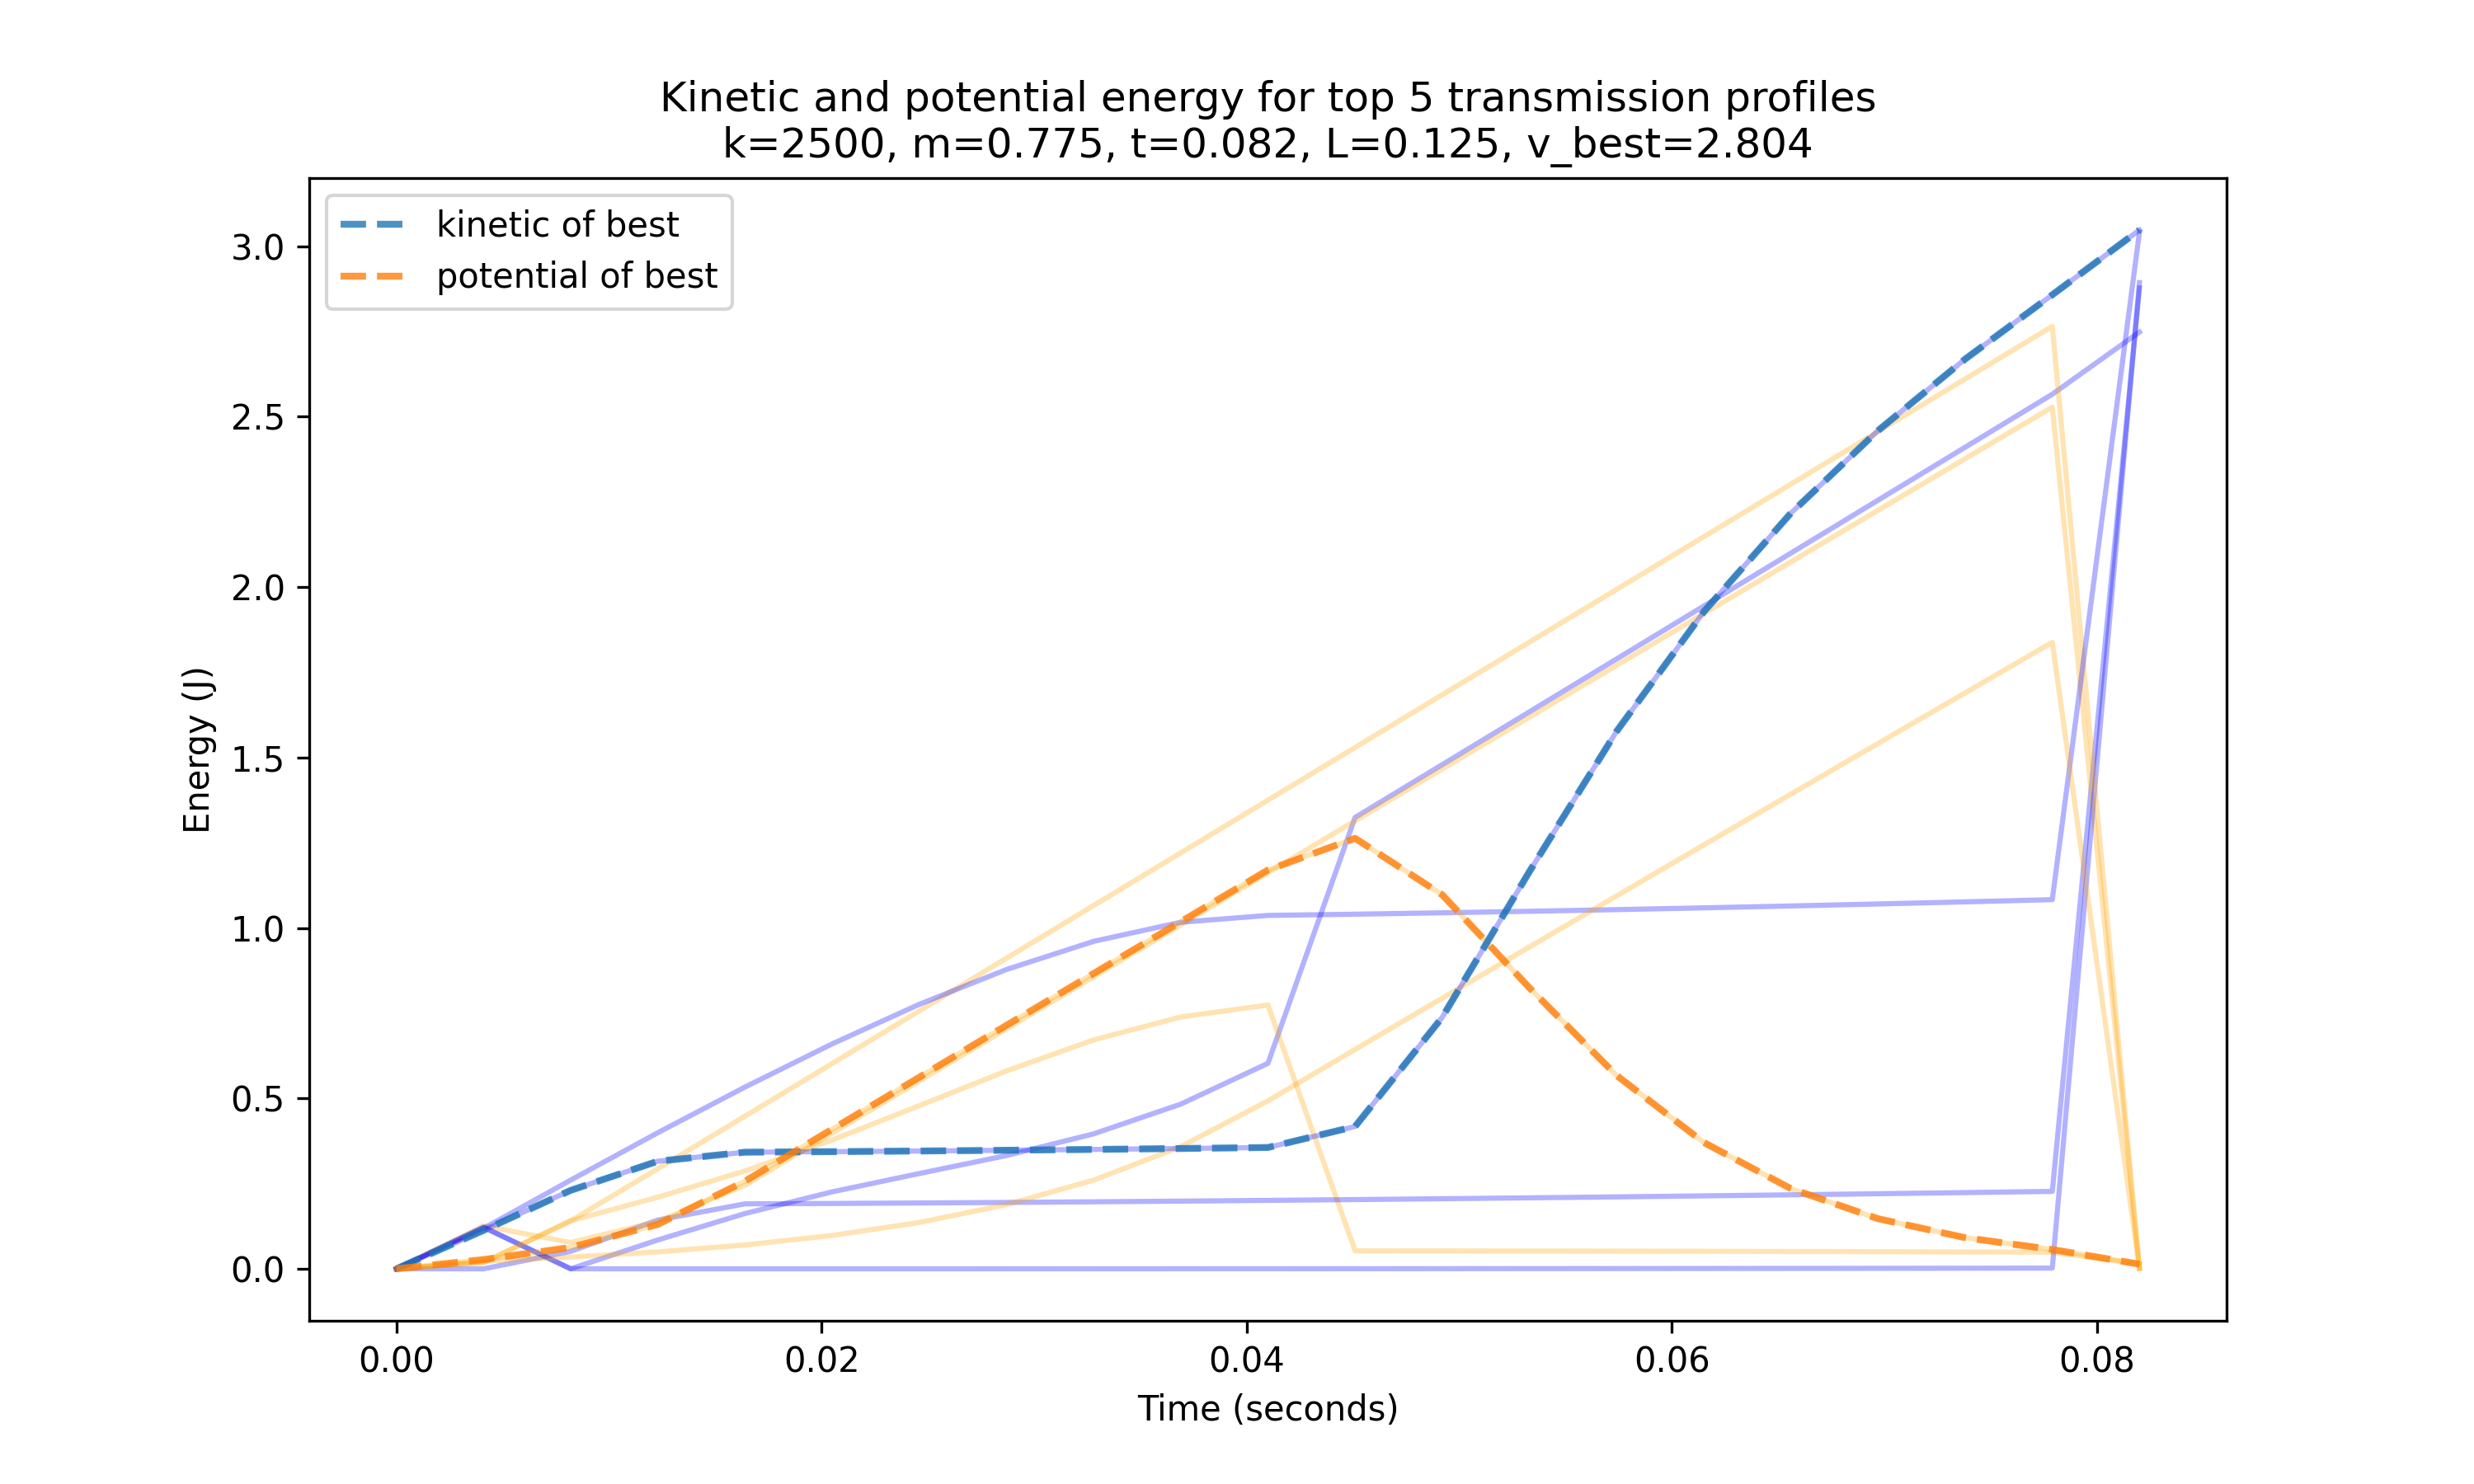 Kinetic and potential energy for top 5 transmission profiles
k=2500, m=0.775, t=0.082, L=0.125, v_best=2.804
kinetic of best
potential of best
3.0
2.5
2.0
1.5
1.0
0.5
0.0
Energy (J)
0.00 0.02 0.04 0.06 0.08
Time (seconds)